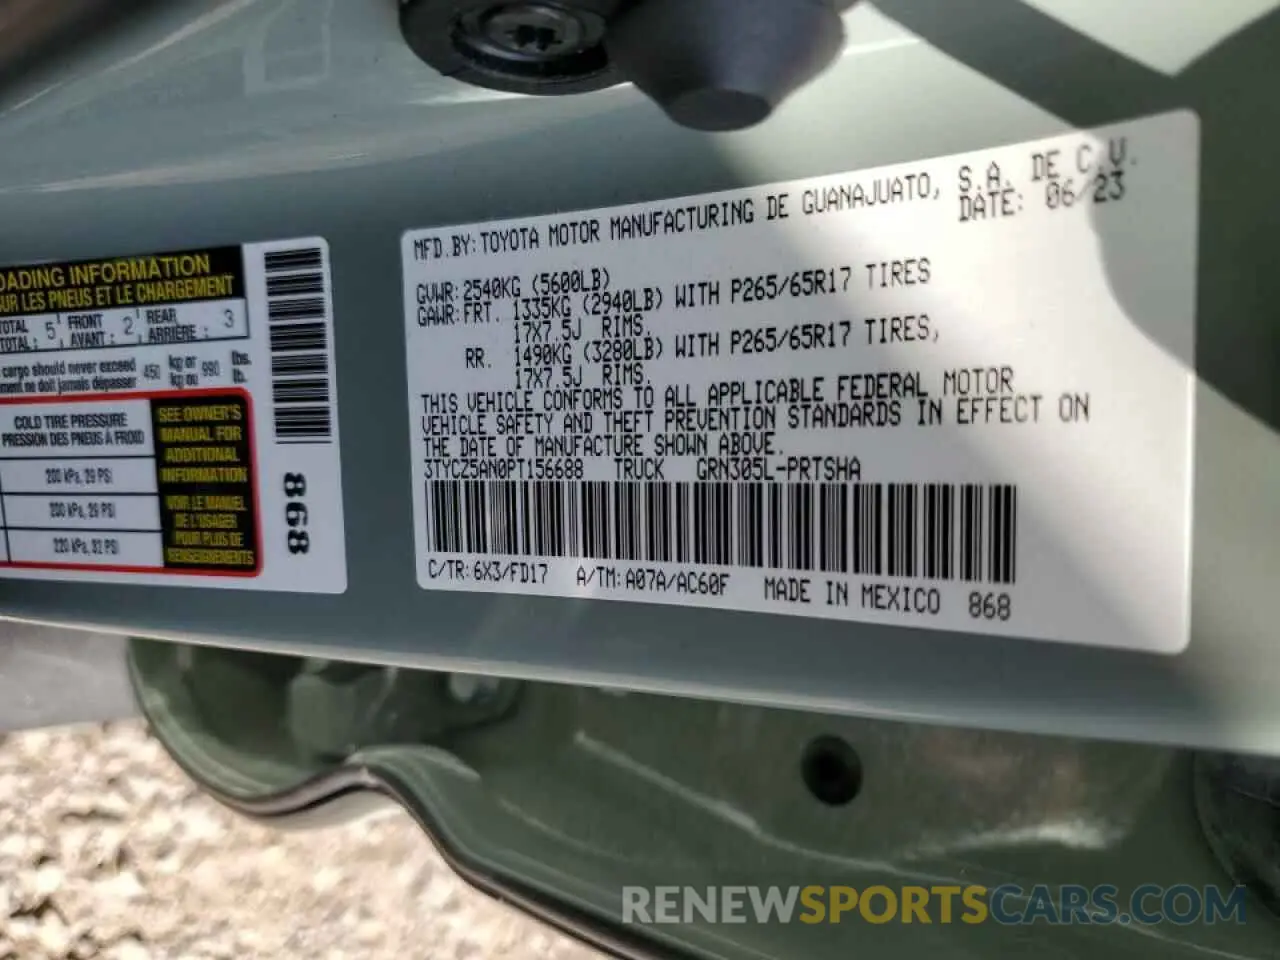 MFD.BY:TOYOTA MOTOR MANUFACTURING DE GUANAJUATO, S.A. DE C.V.
DATE: 06/23
GVWR:2540KG (5600LB)
GAWR:FRT. 1335KG (2940LB) WITH P265/65R17 TIRES
17X7.5J RIMS,
RR. 1490KG (3280LB) WITH P265/65R17 TIRES,
17X7.5J RIMS.
THIS VEHICLE CONFORMS TO ALL APPLICABLE FEDERAL MOTOR
VEHICLE SAFETY AND THEFT PREVENTION STANDARDS IN EFFECT ON
THE DATE OF MANUFACTURE SHOWN ABOVE.
3TYCZ5AN0PT156688 TRUCK GRN305L-PRTSHA
C/TR:6X3/FD17 A/TM:A07A/AC60F MADE IN MEXICO 868
OADING INFORMATION
UR LES PNEUS ET LE CHARGEMENT
TOTAL FRONT REAR
TOTAL: 5 AVANT: 2 ARRIÈRE: 3
cargo should never exceed 450 kg or 990 lbs.
ment ne doit jamais dépasser kg ou lb.
COLD TIRE PRESSURE
PRESSION DES PNEUS À FROID
200 kPa, 29 PSI
200 kPa, 29 PSI
220 kPa, 32 PSI
SEE OWNER'S
MANUAL FOR
ADDITIONAL
INFORMATION
VOIR LE MANUEL
DE L'USAGER
POUR PLUS DE
RENSEIGNEMENTS
868
RENEWSPORTSCARS.COM